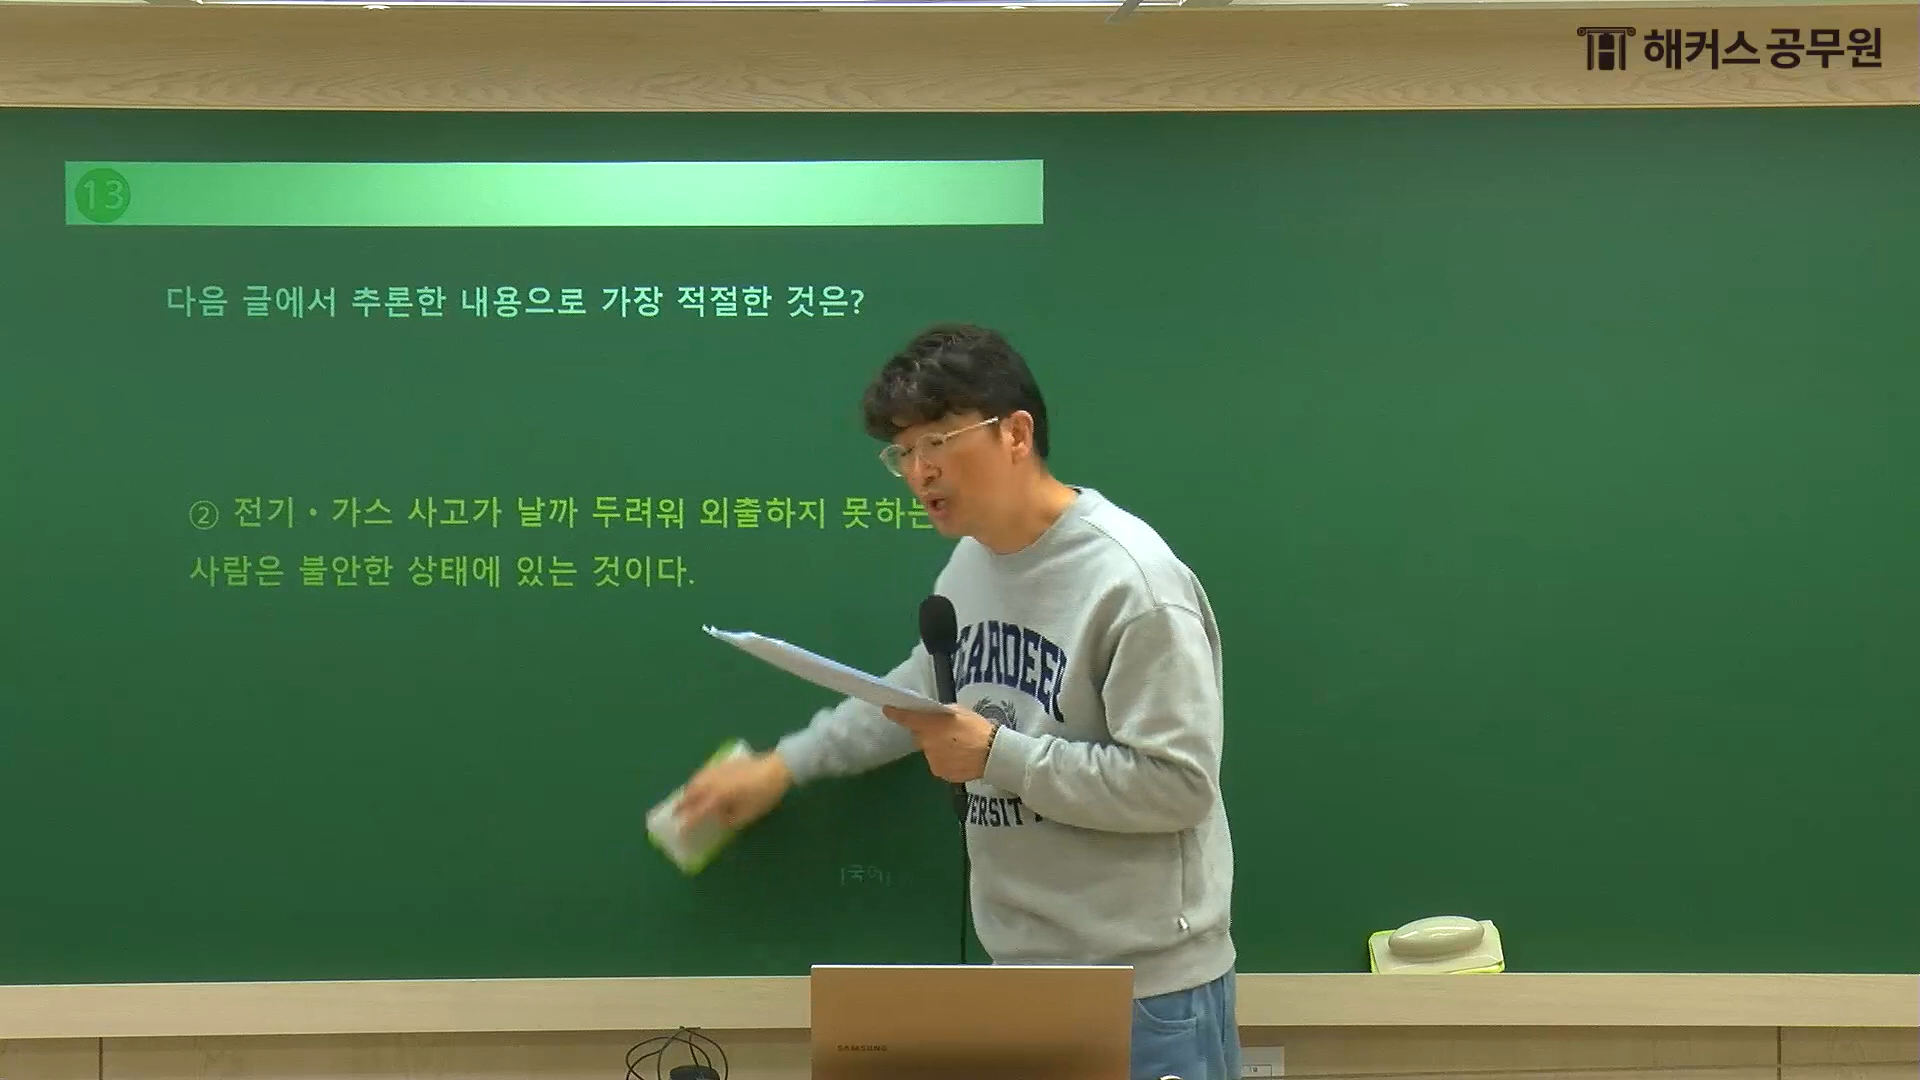 해커스공무원
13
다음 글에서 추론한 내용으로 가장 적절한 것은?
② 전기・가스 사고가 날까 두려워 외출하지 못하는
사람은 불안한 상태에 있는 것이다.
[국어]
SAMSUNG